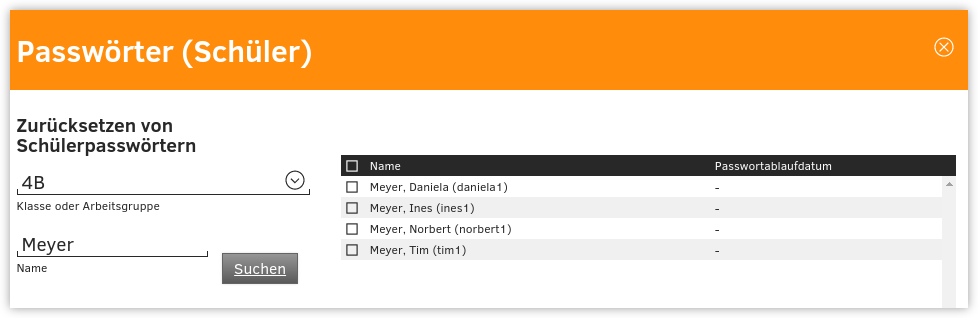 Passwörter (Schüler)
Zurücksetzen von
Schülerpasswörtern
4B
Klasse oder Arbeitsgruppe
Meyer
Name
Suchen
Name Passwortablaufdatum
Meyer, Daniela (daniela1) -
Meyer, Ines (ines1) -
Meyer, Norbert (norbert1) -
Meyer, Tim (tim1) -